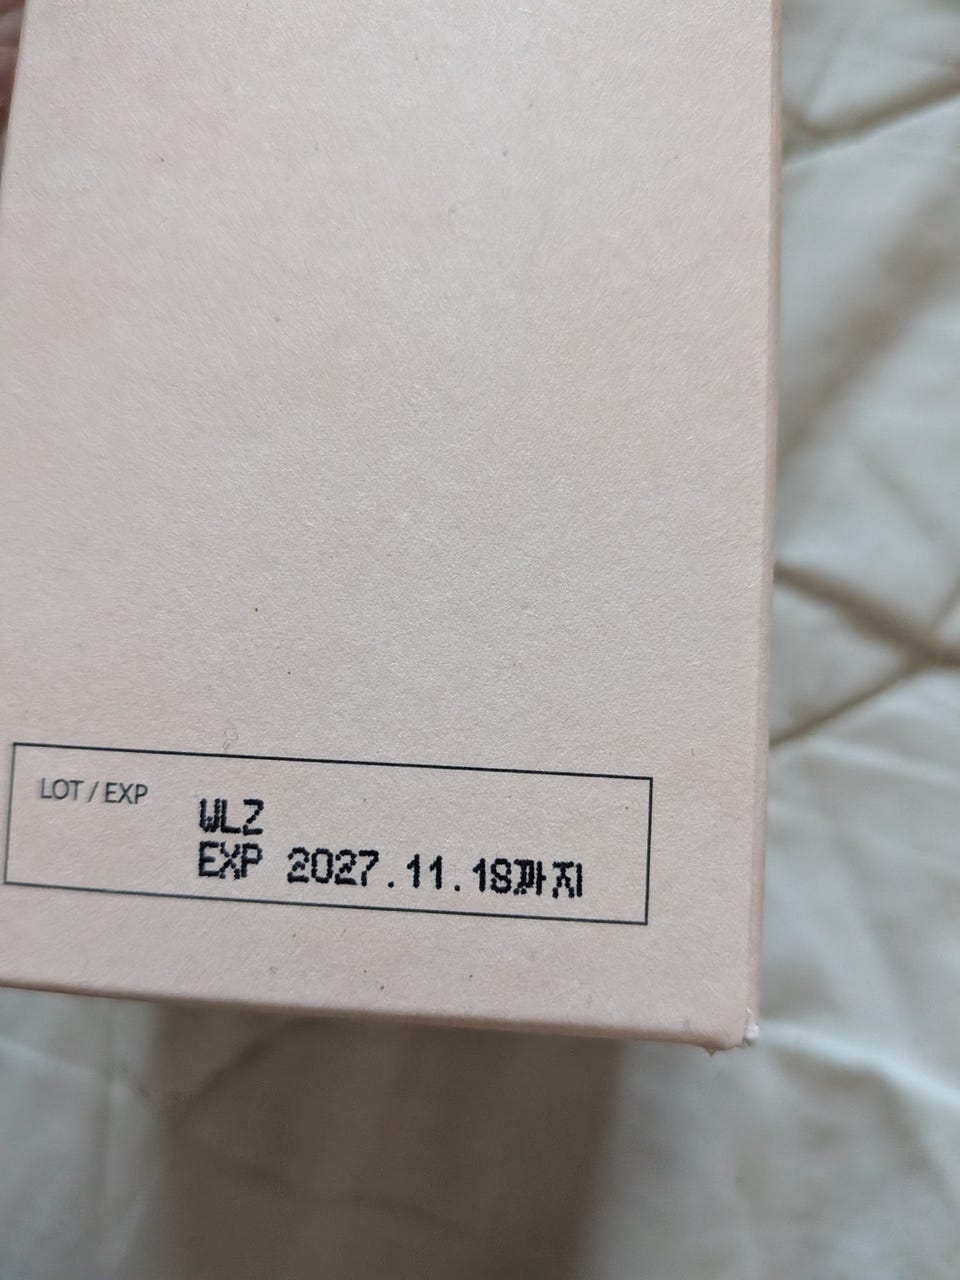 LOT / EXP
WLZ
EXP 2027.11.18까지